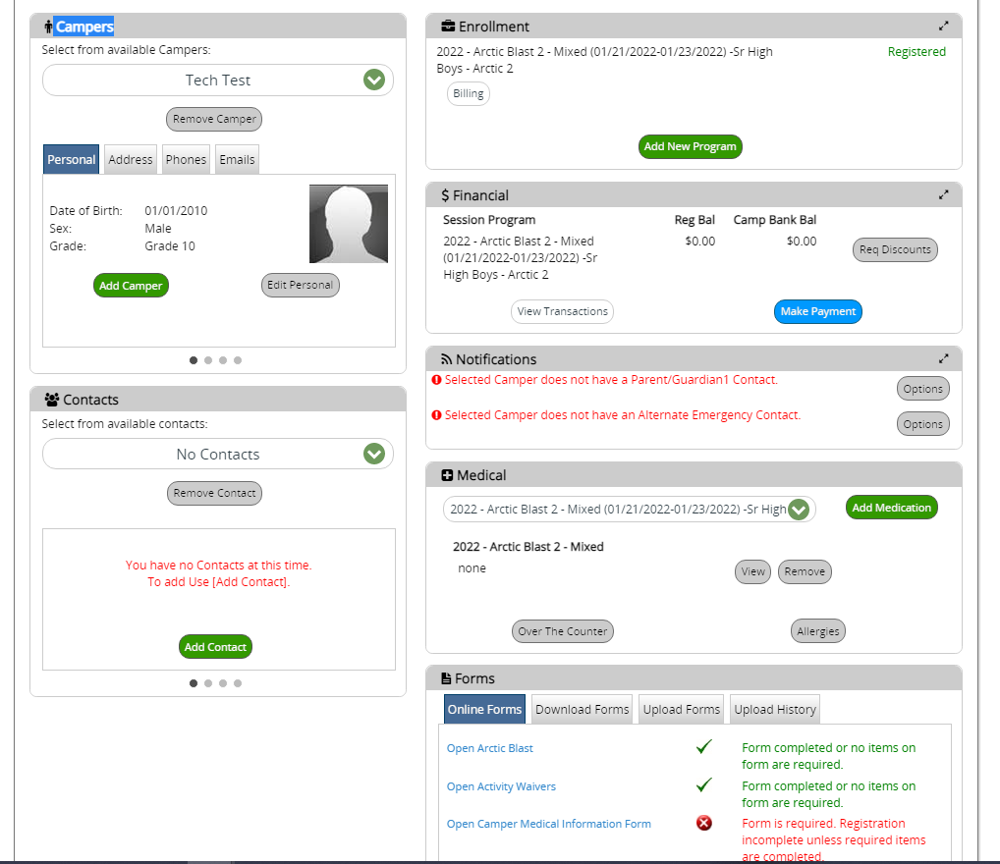 Campers
Select from available Campers:
Tech Test
Remove Camper
Personal Address Phones Emails
Date of Birth: 01/01/2010
Sex: Male
Grade: Grade 10
Add Camper Edit Personal
Contacts
Select from available contacts:
No Contacts
Remove Contact
You have no Contacts at this time.
To add Use [Add Contact].
Add Contact
Enrollment
2022 - Arctic Blast 2 - Mixed (01/21/2022-01/23/2022) -Sr High Registered
Boys - Arctic 2
Billing
Add New Program
$ Financial
Session Program Reg Bal Camp Bank Bal
2022 - Arctic Blast 2 - Mixed $0.00 $0.00
(01/21/2022-01/23/2022) -Sr Req Discounts
High Boys - Arctic 2
View Transactions Make Payment
Notifications
Selected Camper does not have a Parent/Guardian1 Contact.
Options
Selected Camper does not have an Alternate Emergency Contact.
Options
Medical
2022 - Arctic Blast 2 - Mixed (01/21/2022-01/23/2022) -Sr High Add Medication
2022 - Arctic Blast 2 - Mixed
none View Remove
Over The Counter Allergies
Forms
Online Forms Download Forms Upload Forms Upload History
Open Arctic Blast Form completed or no items on
form are required.
Open Activity Waivers Form completed or no items on
form are required.
Open Camper Medical Information Form Form is required. Registration
incomplete unless required items
are completed.